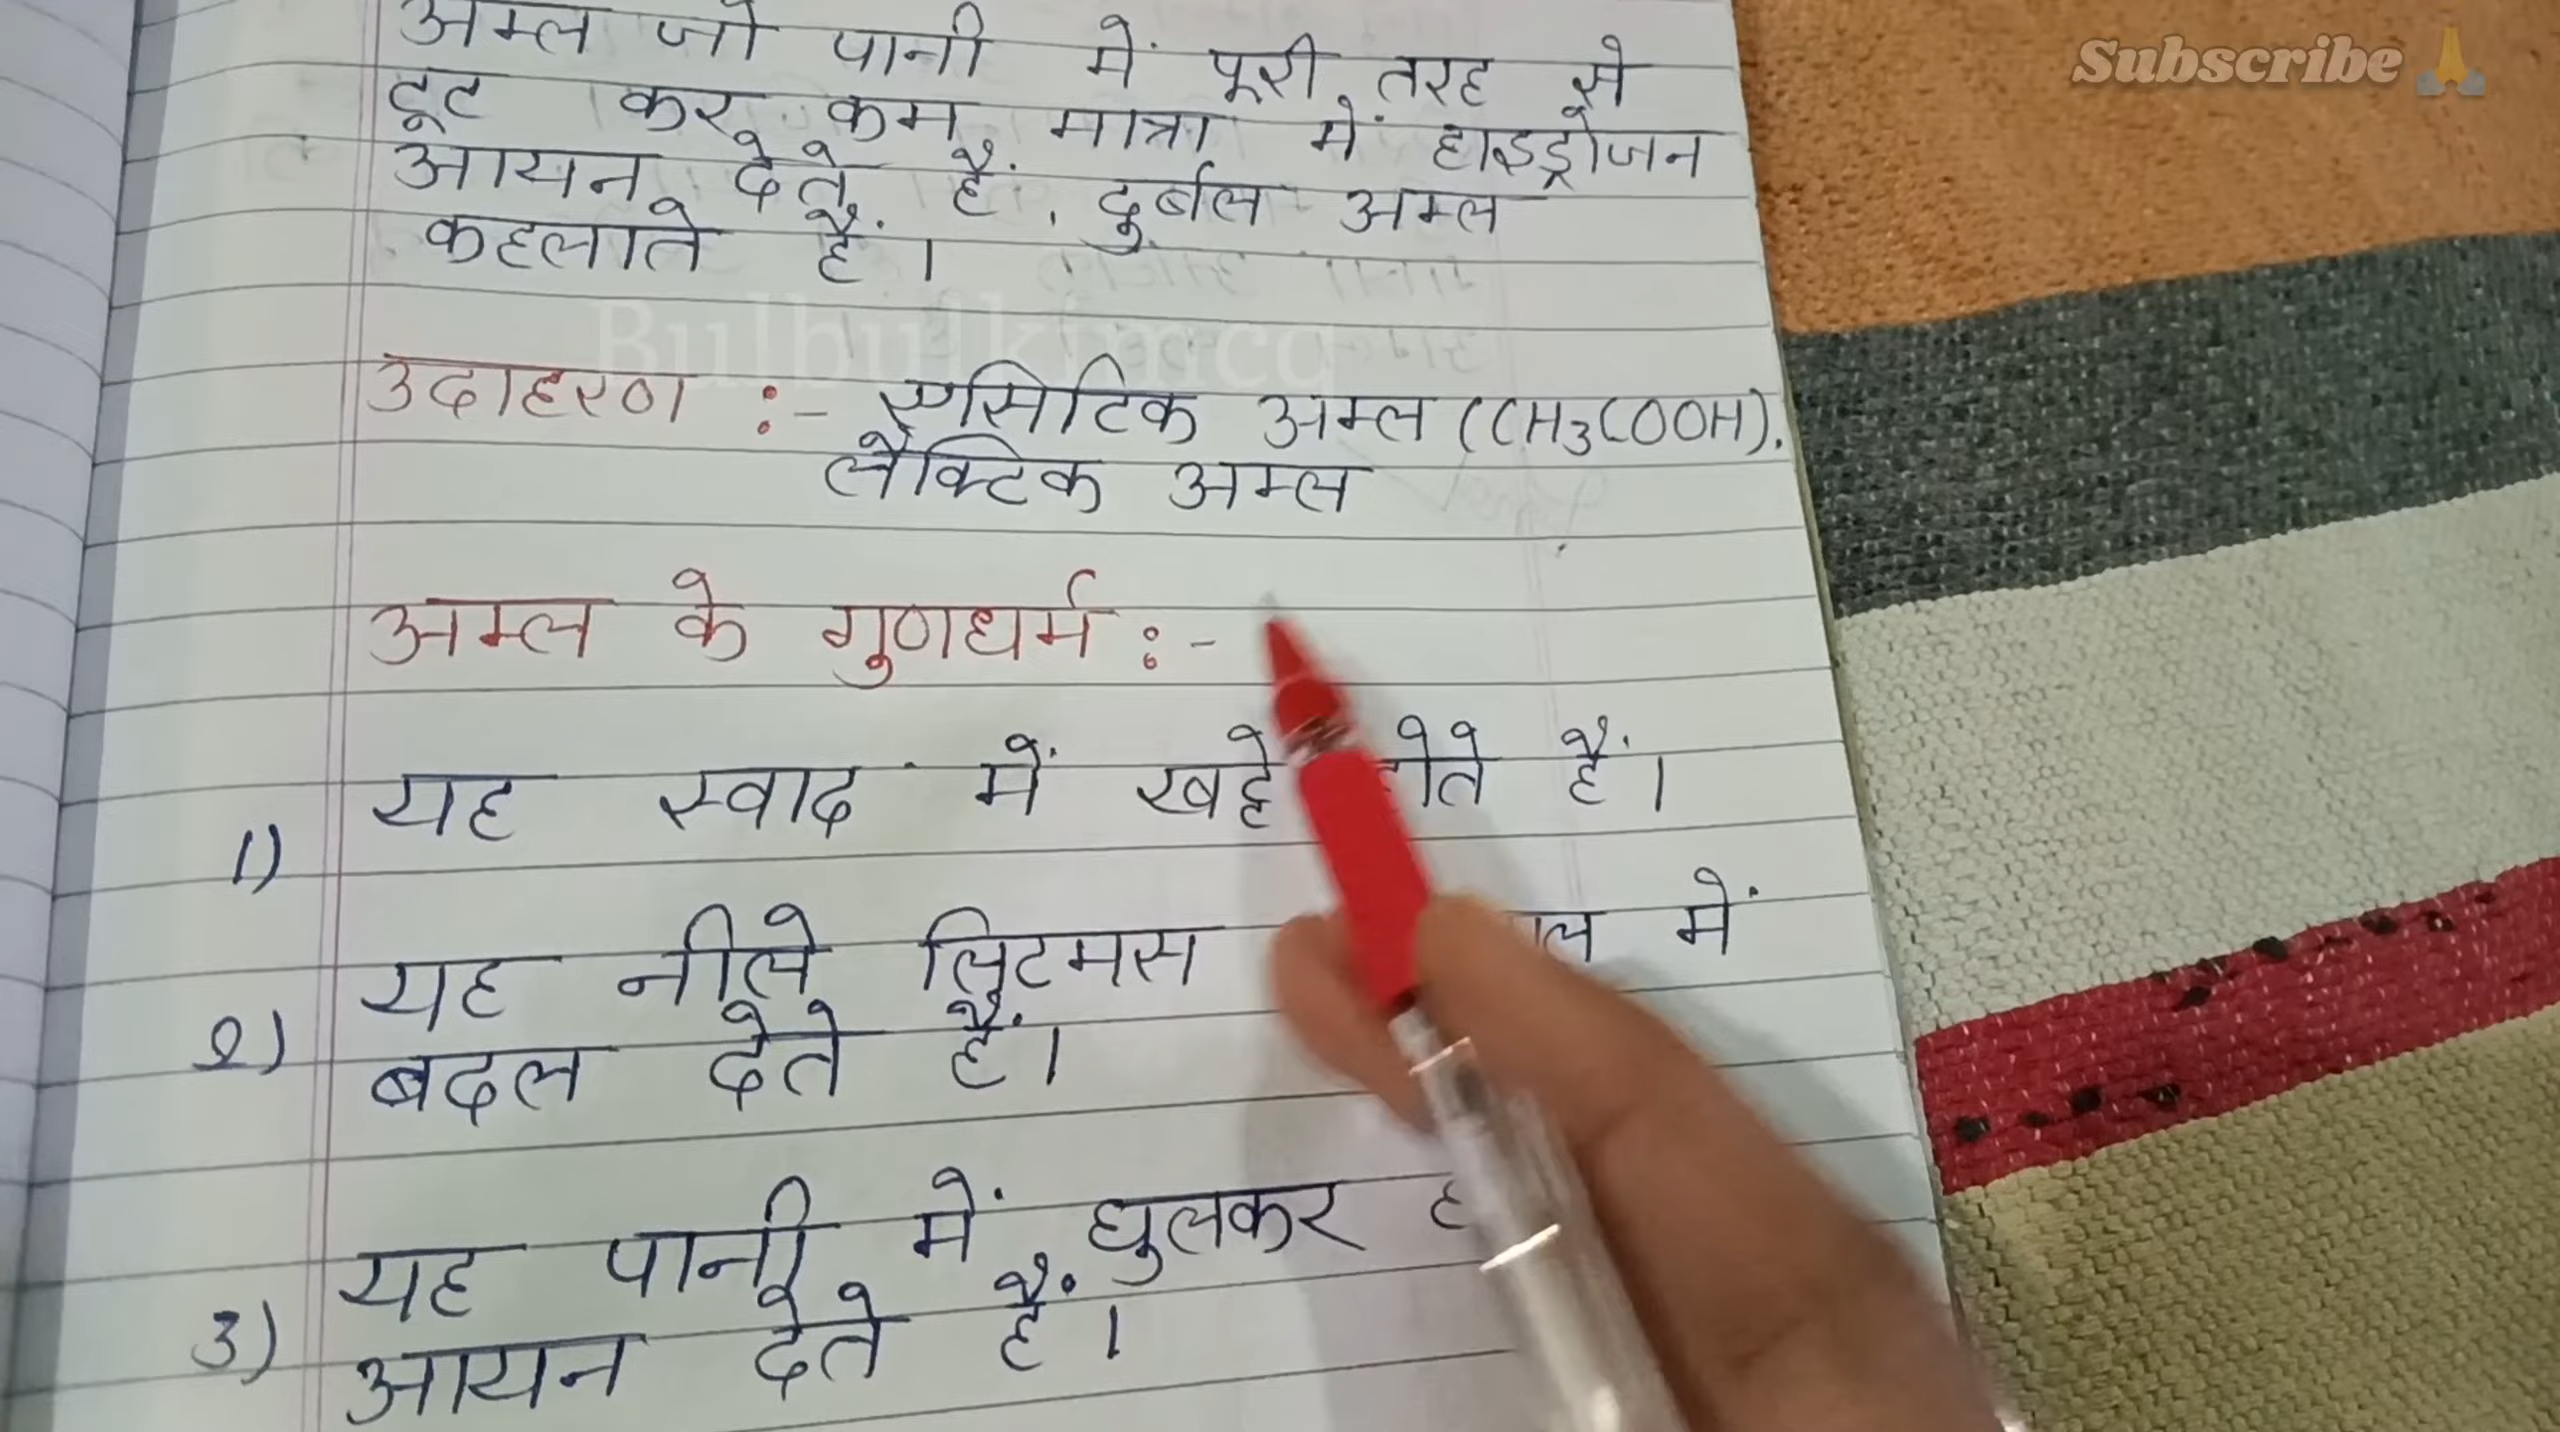 अम्ल जो पानी में पूरी तरह से
Subscribe 🙏
टूट कर कम मात्रा में हाइड्रोजन
आयन देते हैं, दुर्बल अम्ल
कहलाते हैं।
Bulbulkimcq
उदाहरण :- एसिटिक अम्ल (CH₃COOH).
लैक्टिक अम्ल
अम्ल के गुणधर्म :-
1) यह स्वाद में खट्टे होते हैं।
2) यह नीले लिटमस में
बदल देते हैं।
3) यह पानी में घुलकर
आयन देते हैं।